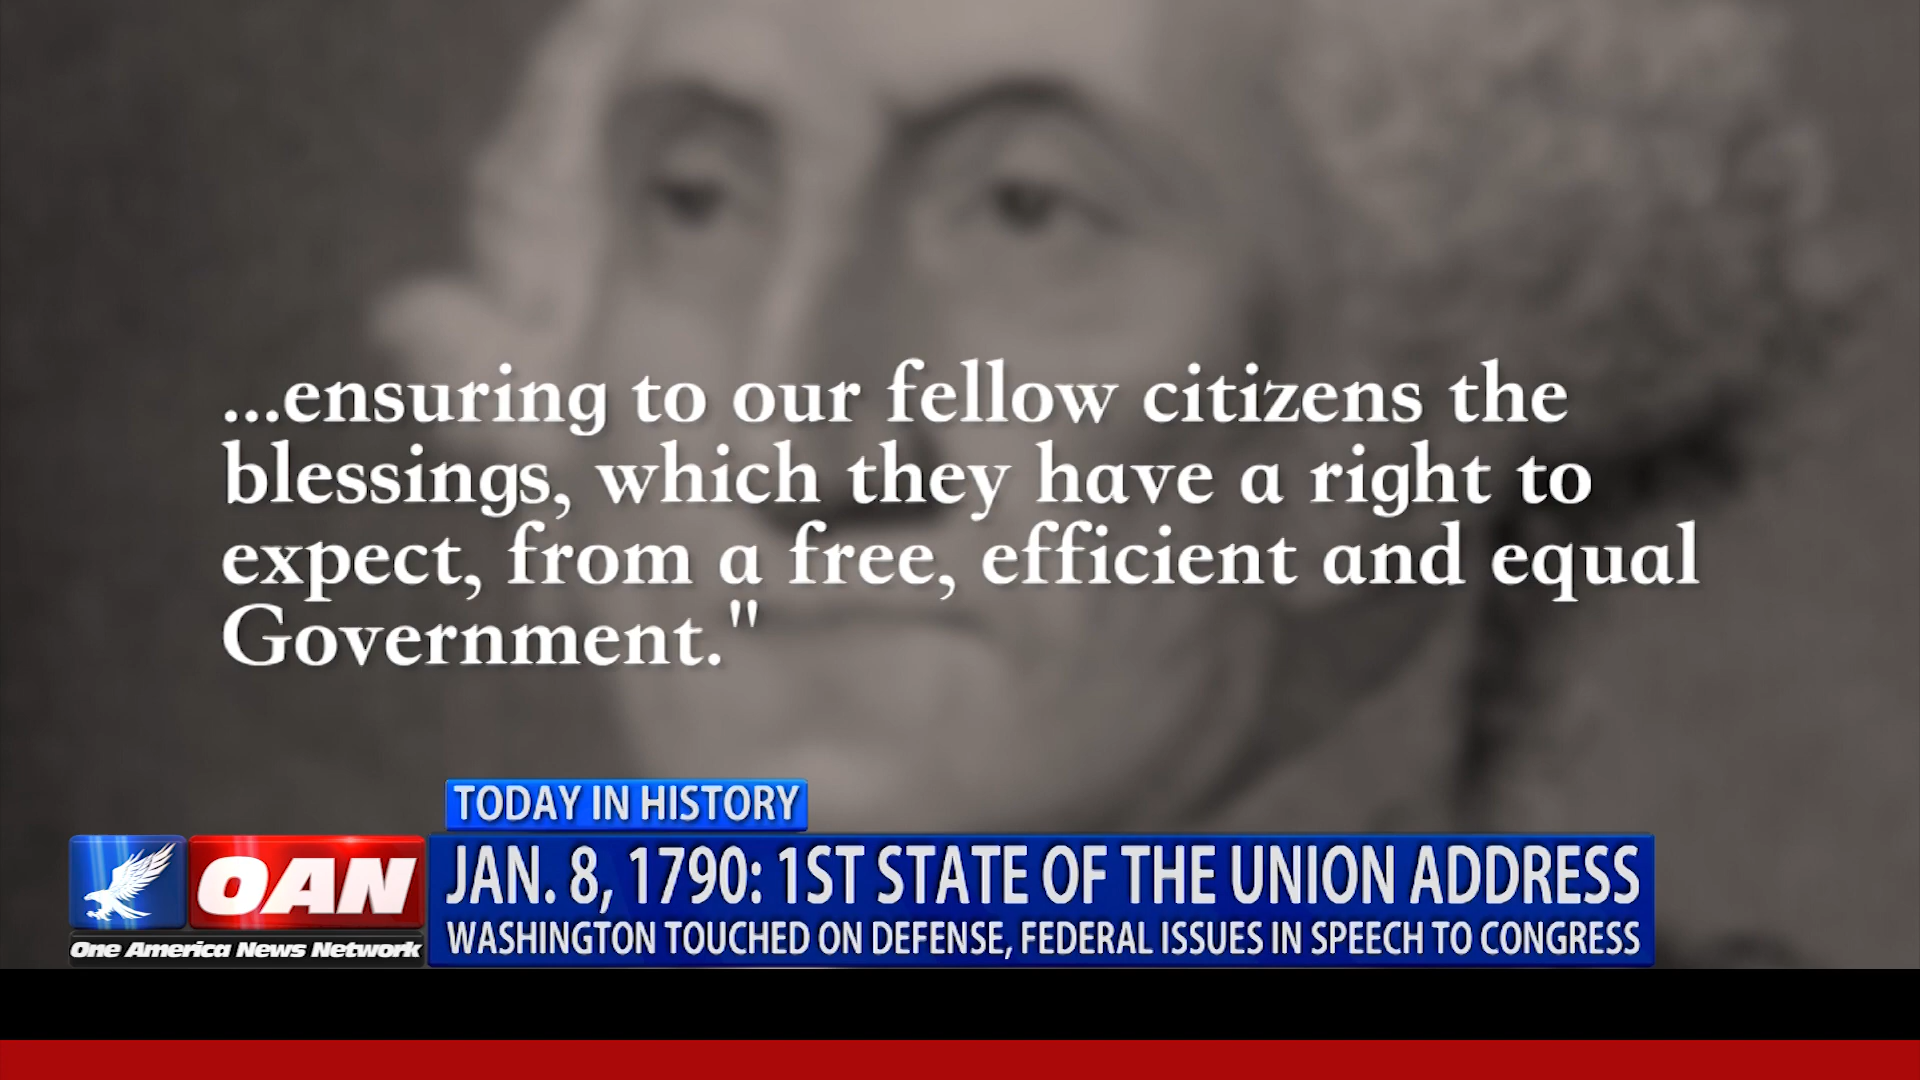 ...ensuring to our fellow citizens the
blessings, which they have a right to
expect, from a free, efficient and equal
Government."
TODAY IN HISTORY
OAN
One America News Network
JAN. 8, 1790: 1ST STATE OF THE UNION ADDRESS
WASHINGTON TOUCHED ON DEFENSE, FEDERAL ISSUES IN SPEECH TO CONGRESS